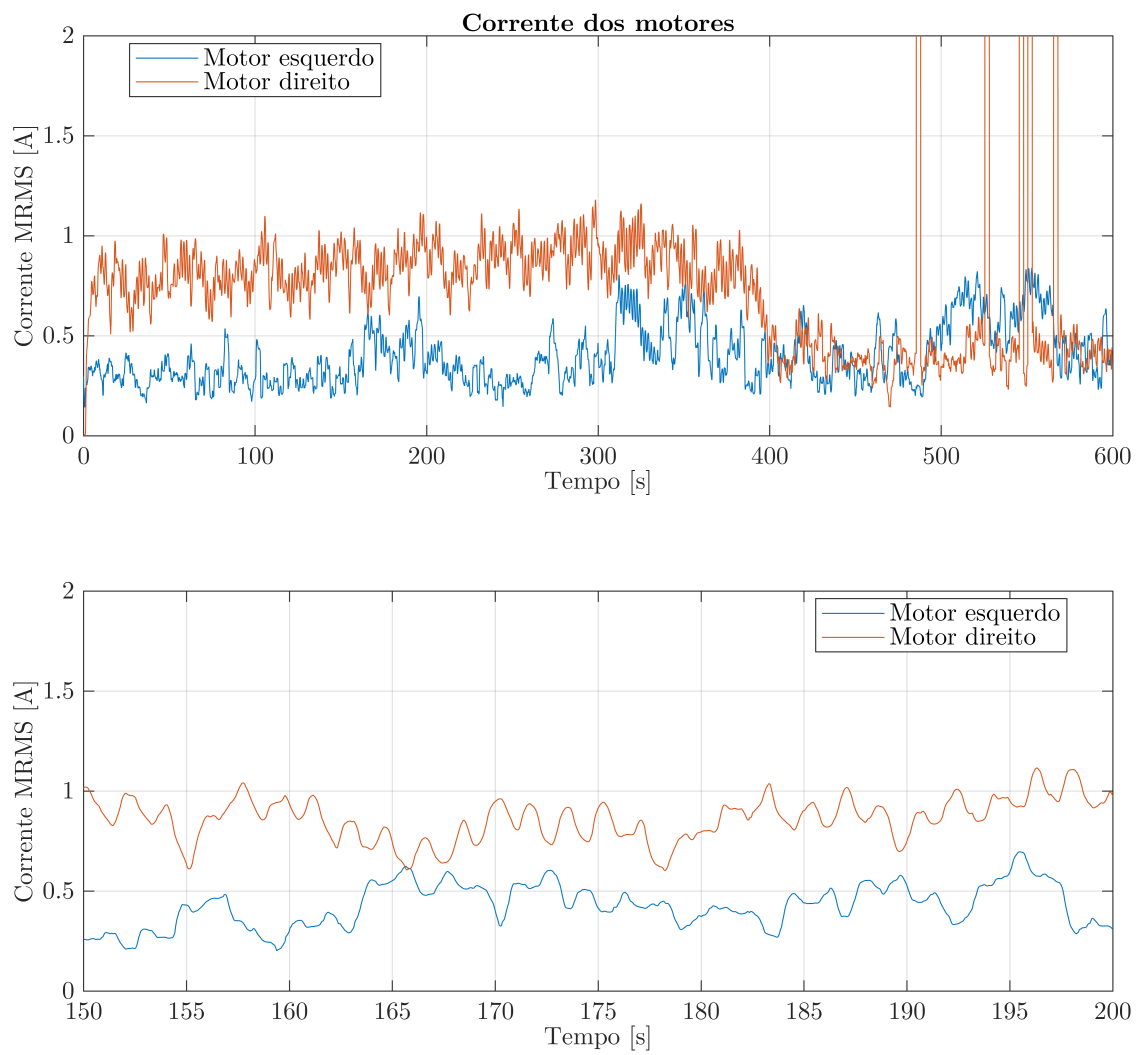 Corrente dos motores
Motor esquerdo
Motor direito
Corrente MRMS [A]
2
1.5
1
0.5
0
0 100 200 300 400 500 600
Tempo [s]
Motor esquerdo
Motor direito
Corrente MRMS [A]
2
1.5
1
0.5
0
150 155 160 165 170 175 180 185 190 195 200
Tempo [s]